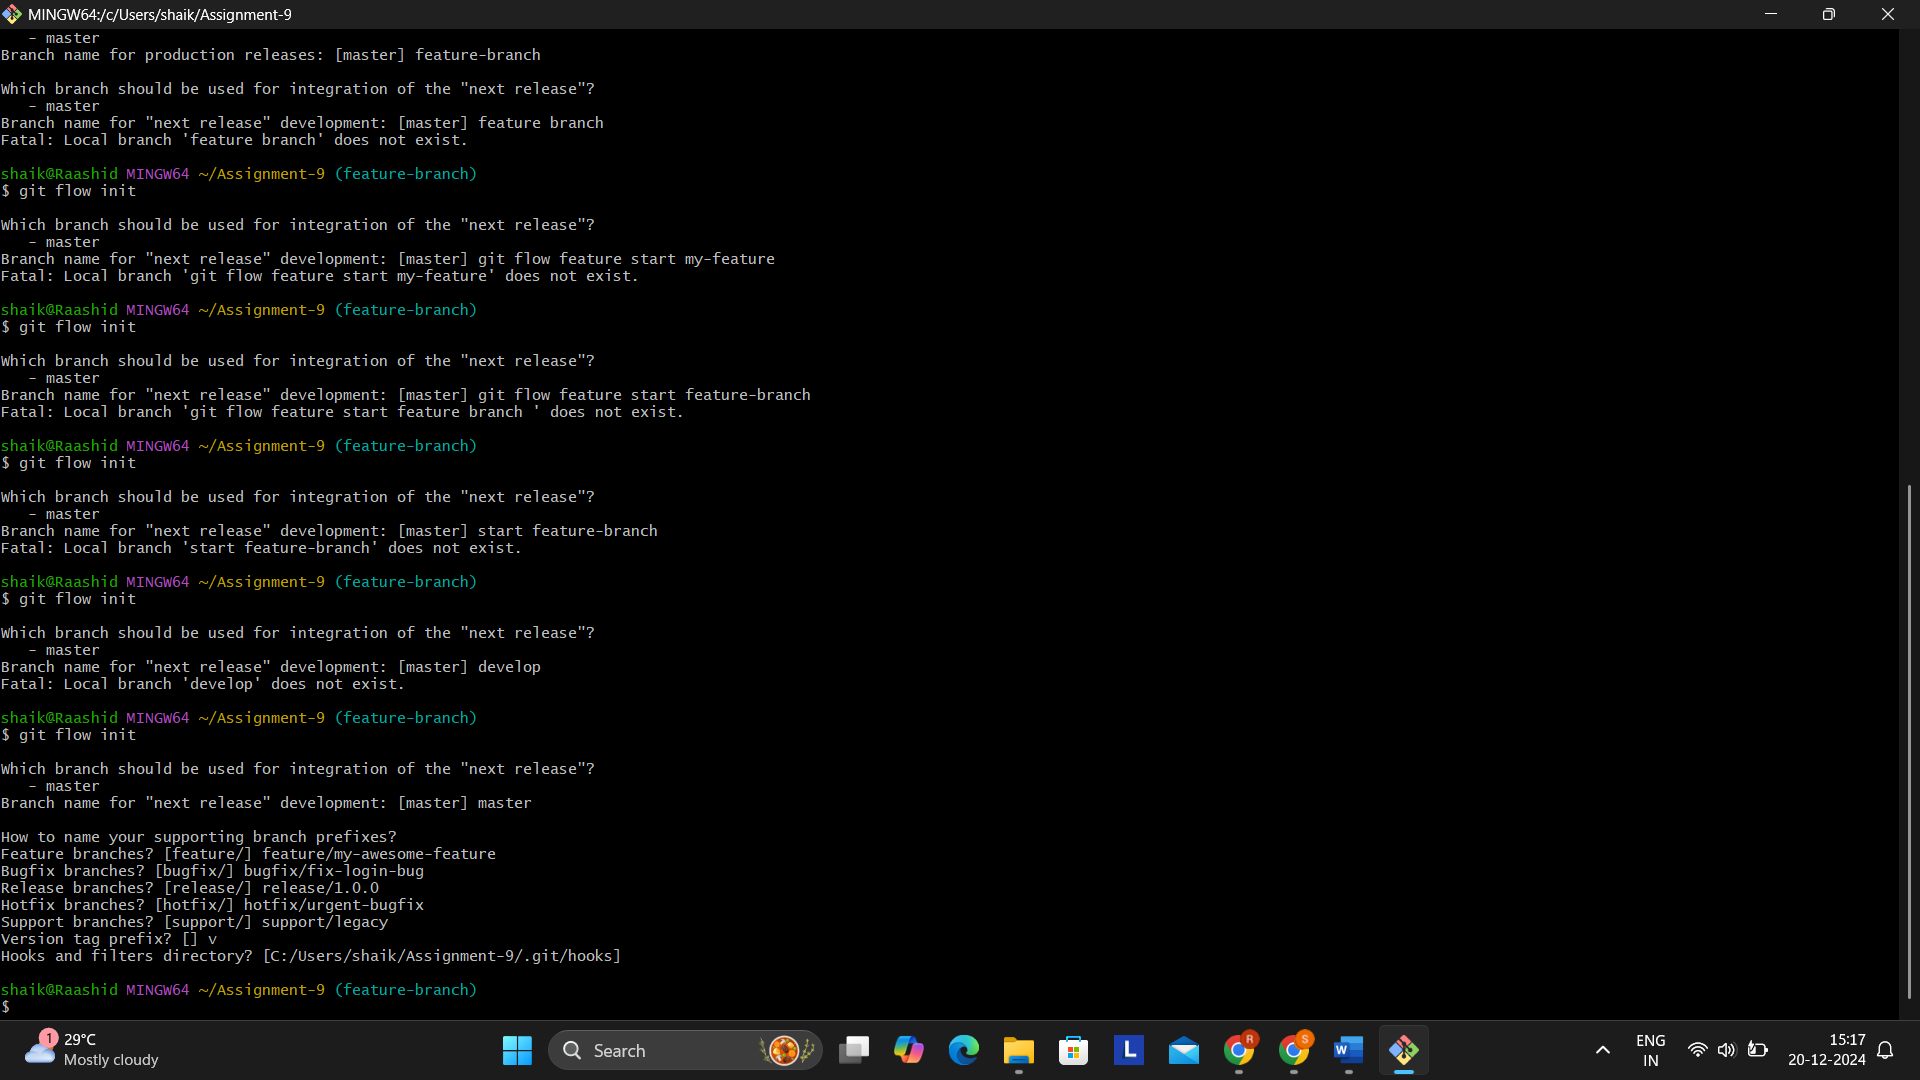 MINGW64:/c/Users/shaik/Assignment-9
- master
Branch name for production releases: [master] feature-branch
Which branch should be used for integration of the "next release"?
- master
Branch name for "next release" development: [master] feature branch
Fatal: Local branch 'feature branch' does not exist.
shaik@Raashid MINGW64 ~/Assignment-9 (feature-branch)
$ git flow init
Which branch should be used for integration of the "next release"?
- master
Branch name for "next release" development: [master] git flow feature start my-feature
Fatal: Local branch 'git flow feature start my-feature' does not exist.
shaik@Raashid MINGW64 ~/Assignment-9 (feature-branch)
$ git flow init
Which branch should be used for integration of the "next release"?
- master
Branch name for "next release" development: [master] git flow feature start feature-branch
Fatal: Local branch 'git flow feature start feature branch ' does not exist.
shaik@Raashid MINGW64 ~/Assignment-9 (feature-branch)
$ git flow init
Which branch should be used for integration of the "next release"?
- master
Branch name for "next release" development: [master] start feature-branch
Fatal: Local branch 'start feature-branch' does not exist.
shaik@Raashid MINGW64 ~/Assignment-9 (feature-branch)
$ git flow init
Which branch should be used for integration of the "next release"?
- master
Branch name for "next release" development: [master] develop
Fatal: Local branch 'develop' does not exist.
shaik@Raashid MINGW64 ~/Assignment-9 (feature-branch)
$ git flow init
Which branch should be used for integration of the "next release"?
- master
Branch name for "next release" development: [master] master
How to name your supporting branch prefixes?
Feature branches? [feature/] feature/my-awesome-feature
Bugfix branches? [bugfix/] bugfix/fix-login-bug
Release branches? [release/] release/1.0.0
Hotfix branches? [hotfix/] hotfix/urgent-bugfix
Support branches? [support/] support/legacy
Version tag prefix? [] v
Hooks and filters directory? [C:/Users/shaik/Assignment-9/.git/hooks]
shaik@Raashid MINGW64 ~/Assignment-9 (feature-branch)
$
1
29°C
Mostly cloudy
Search
L
R
S
W
ENG
IN
15:17
20-12-2024